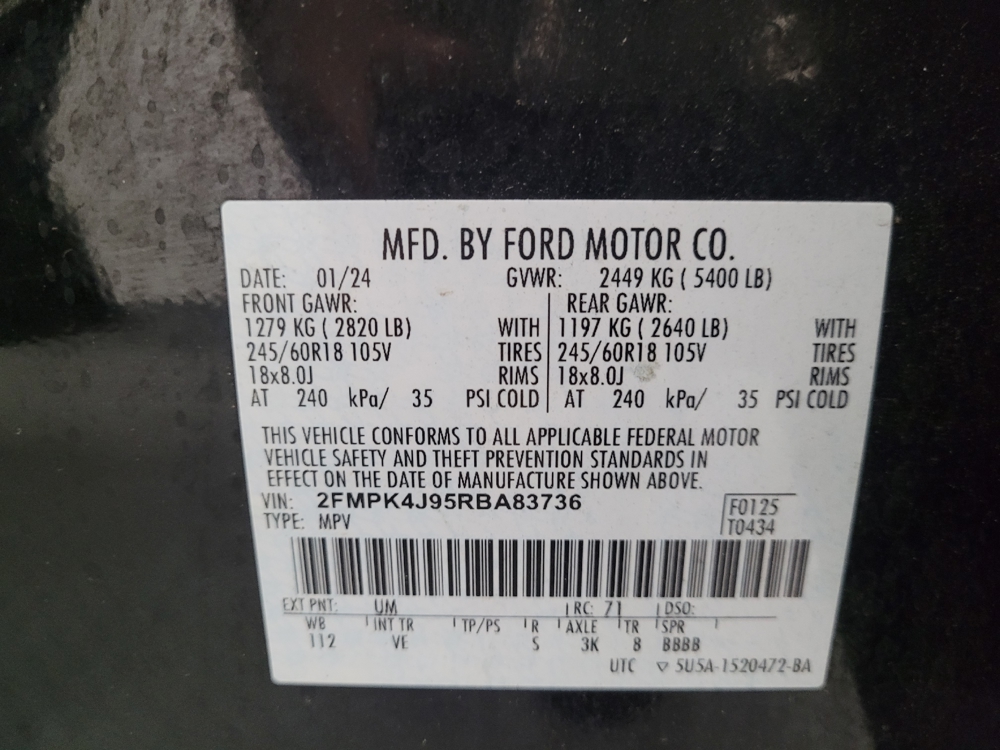 MFD. BY FORD MOTOR CO.
DATE: 01/24 GVWR: 2449 KG ( 5400 LB)
FRONT GAWR: REAR GAWR:
1279 KG ( 2820 LB) WITH 1197 KG ( 2640 LB) WITH
245/60R18 105V TIRES 245/60R18 105V TIRES
18x8.0J RIMS 18x8.0J RIMS
AT 240 kPa/ 35 PSI COLD AT 240 kPa/ 35 PSI COLD
THIS VEHICLE CONFORMS TO ALL APPLICABLE FEDERAL MOTOR
VEHICLE SAFETY AND THEFT PREVENTION STANDARDS IN
EFFECT ON THE DATE OF MANUFACTURE SHOWN ABOVE.
VIN: 2FMPK4J95RBA83736 F0125
TYPE: MPV T0434
EXT PNT: UM RC: 71 DSO:
WB INT TR TP/PS R AXLE TR SPR
112 VE S 3K 8 BBBB
UTC ▽ 5U5A-1520472-BA